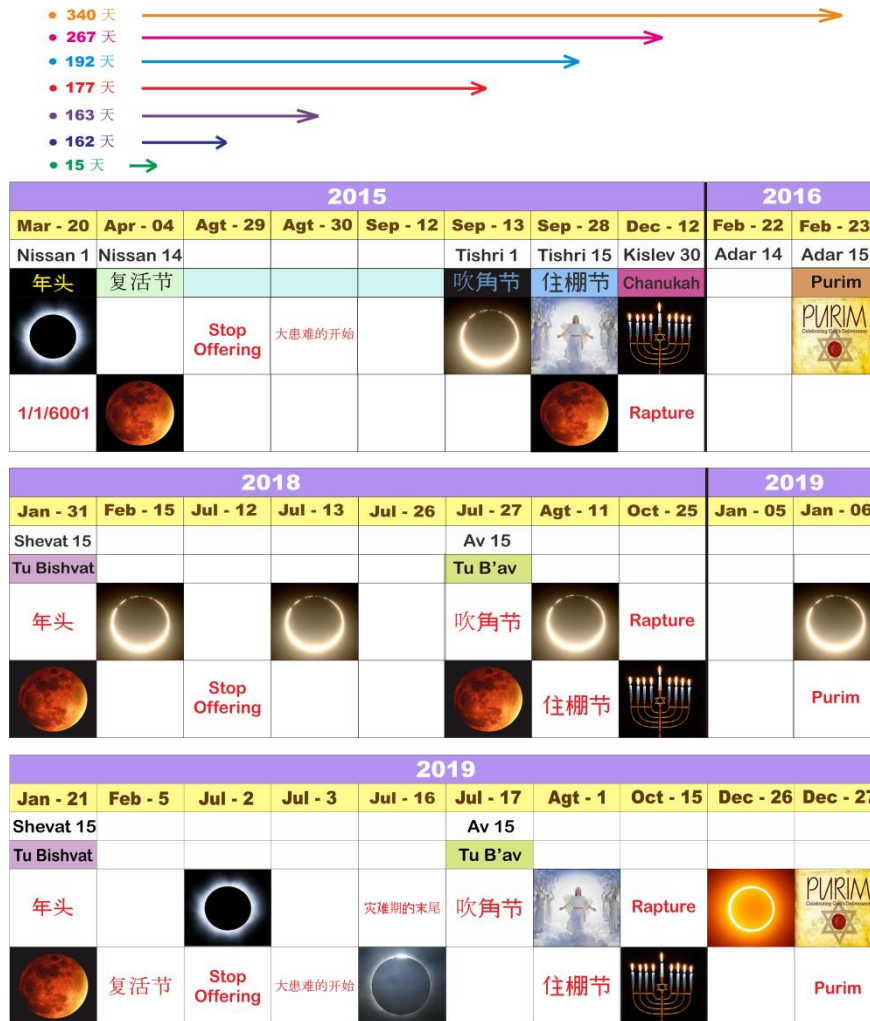 • 340 天
• 267 天
• 192 天
• 177 天
• 163 天
• 162 天
• 15 天
2015 2016
Mar - 20 Apr - 04 Agt - 29 Agt - 30 Sep - 12 Sep - 13 Sep - 28 Dec - 12 Feb - 22 Feb - 23
Nissan 1 Nissan 14 Tishri 1 Tishri 15 Kislev 30 Adar 14 Adar 15
年头 复活节 吹角节 住棚节 Chanukah Purim
Stop
Offering
大患难的开始
PURIM
Celebrating God's Deliverance
1/1/6001 Rapture
2018 2019
Jan - 31 Feb - 15 Jul - 12 Jul - 13 Jul - 26 Jul - 27 Agt - 11 Oct - 25 Jan - 05 Jan - 06
Shevat 15 Av 15
Tu Bishvat Tu B'av
年头 吹角节 Rapture
Stop
Offering
住棚节 Purim
2019
Jan - 21 Feb - 5 Jul - 2 Jul - 3 Jul - 16 Jul - 17 Agt - 1 Oct - 15 Dec - 26 Dec - 27
Shevat 15 Av 15
Tu Bishvat Tu B'av
年头 灾难期的末尾 吹角节 Rapture
PURIM
Celebrating God's Deliverance
复活节
Stop
Offering
大患难的开始 住棚节 Purim